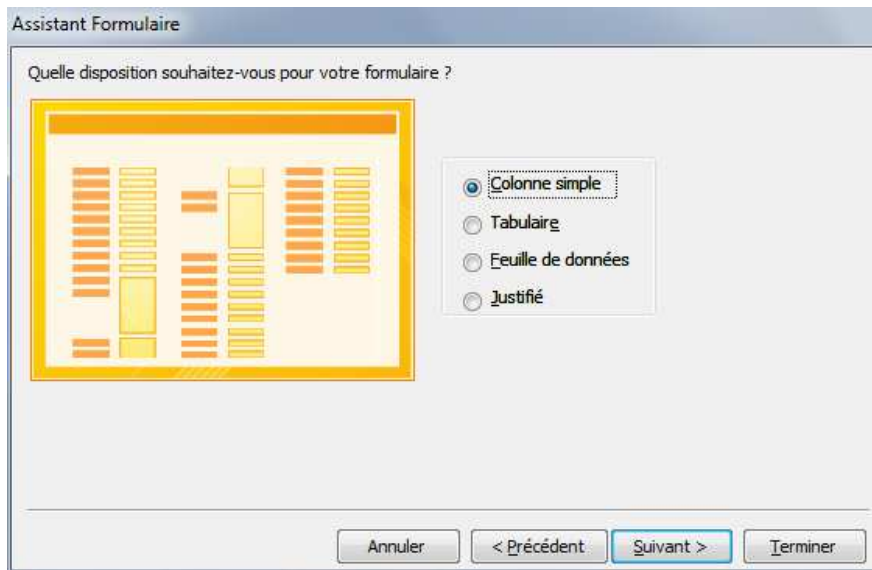 Assistant Formulaire
Quelle disposition souhaitez-vous pour votre formulaire ?
Colonne simple
Tabulaire
Feuille de données
Justifié
Annuler
< Précédent
Suivant >
Terminer